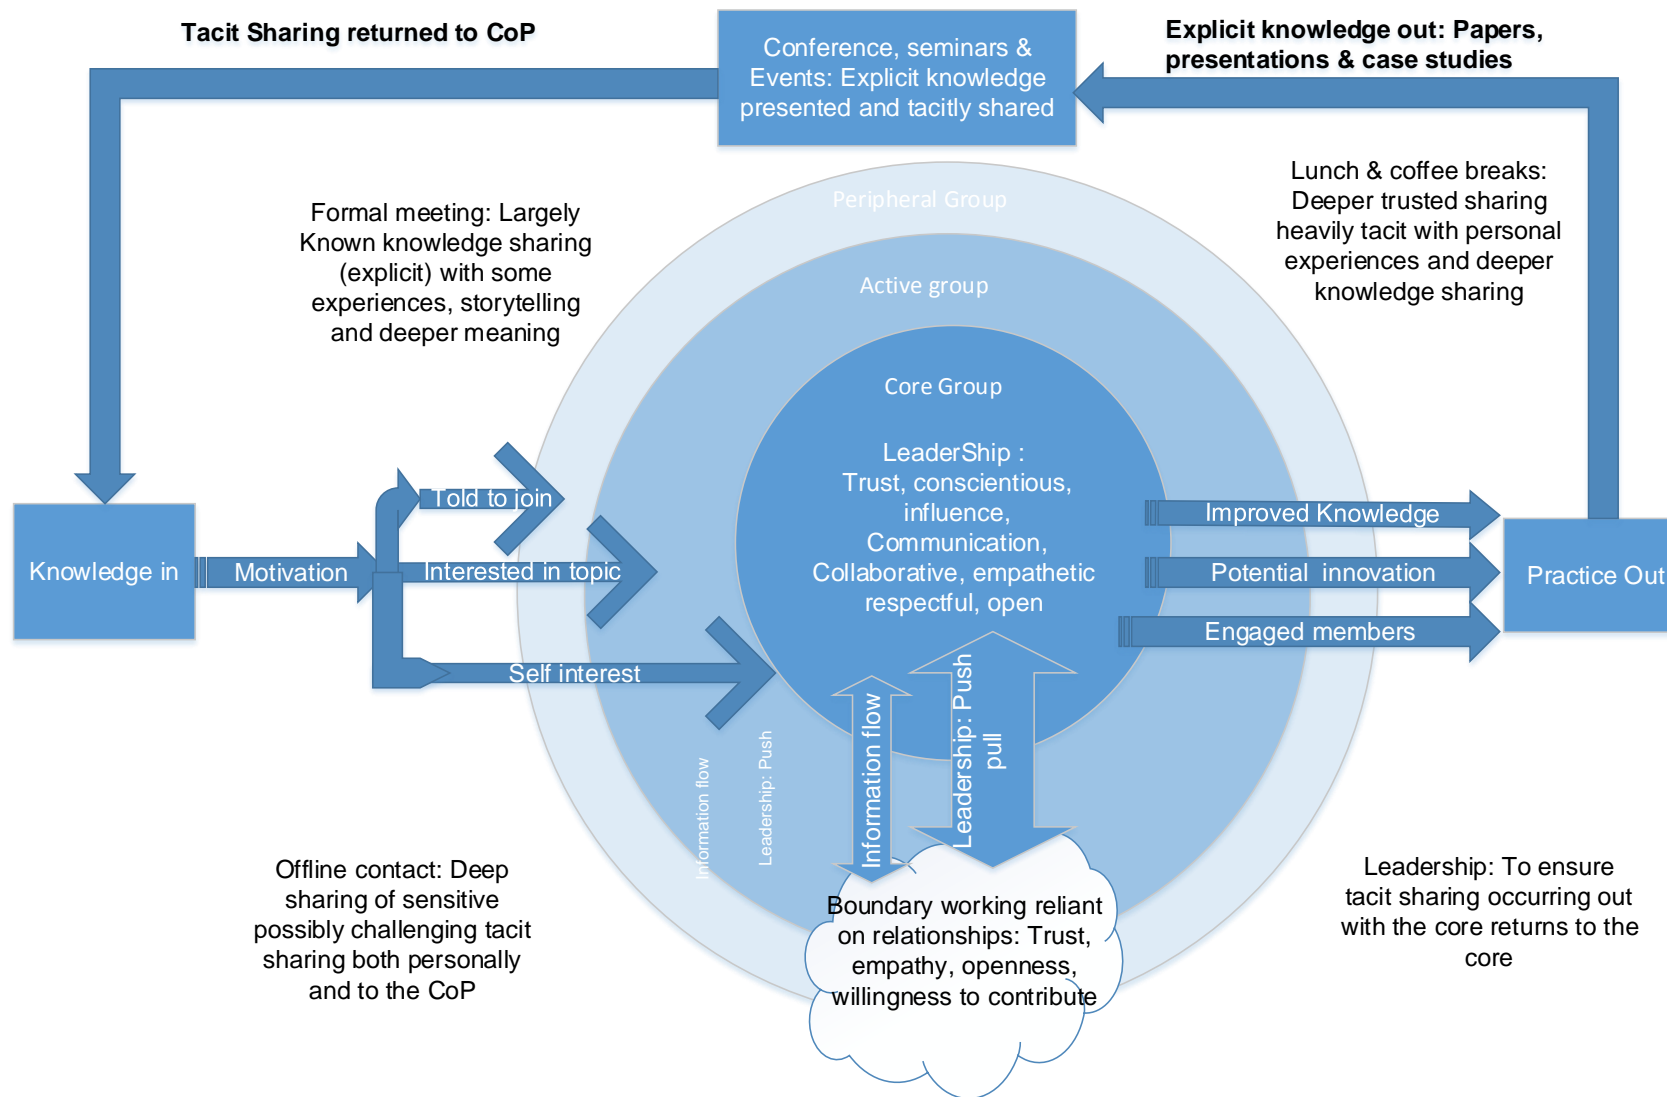 Tacit Sharing returned to CoP
Conference, seminars &
Events: Explicit knowledge
presented and tacitly shared
Explicit knowledge out: Papers,
presentations & case studies
Formal meeting: Largely
Known knowledge sharing
(explicit) with some
experiences, storytelling
and deeper meaning
Peripheral Group
Active group
Core Group
Lunch & coffee breaks:
Deeper trusted sharing
heavily tacit with personal
experiences and deeper
knowledge sharing
LeaderShip :
Trust, conscientious,
influence,
Communication,
Collaborative, empathetic
respectful, open
Knowledge in
Motivation
Told to join
Interested in topic
Self interest
Improved Knowledge
Potential innovation
Engaged members
Practice Out
Information flow
Leadership: Push
Information flow
Leadership: Push
pull
Offline contact: Deep
sharing of sensitive
possibly challenging tacit
sharing both personally
and to the CoP
Boundary working reliant
on relationships: Trust,
empathy, openness,
willingness to contribute
Leadership: To ensure
tacit sharing occurring out
with the core returns to the
core